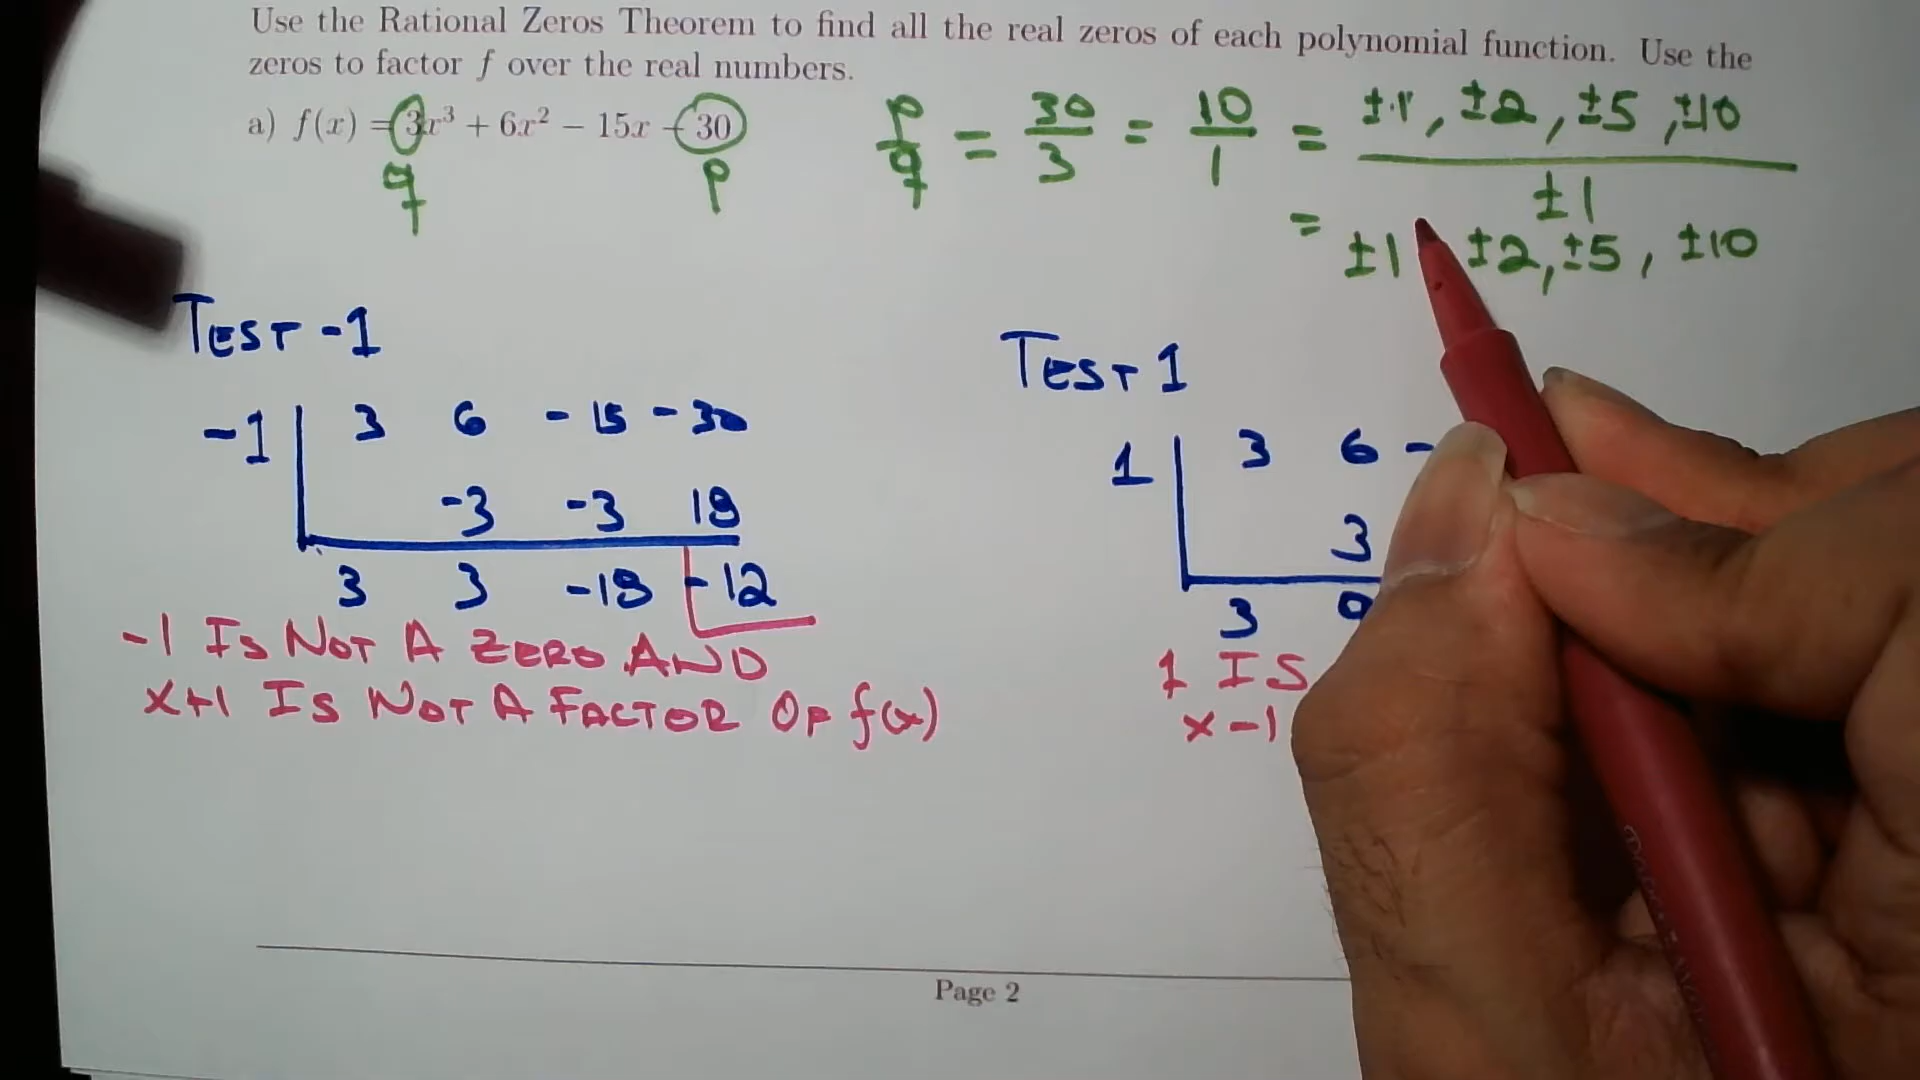 Use the Rational Zeros Theorem to find all the real zeros of each polynomial function. Use the
zeros to factor f over the real numbers.
a) f(x) = 3x³ + 6x² − 15x − 30
q
p
p/q = 30/3 = 10/1 = ±1, ±2, ±5, ±10 / ±1
= ±1 ±2, ±5, ±10
TEST -1
-1 | 3 6 -15 -30
-3 -3 18
3 3 -18 -12
-1 IS NOT A ZERO AND
x+1 IS NOT A FACTOR OF f(x)
TEST 1
1 | 3 6 -
3
3 9
1 IS
x-1
Page 2